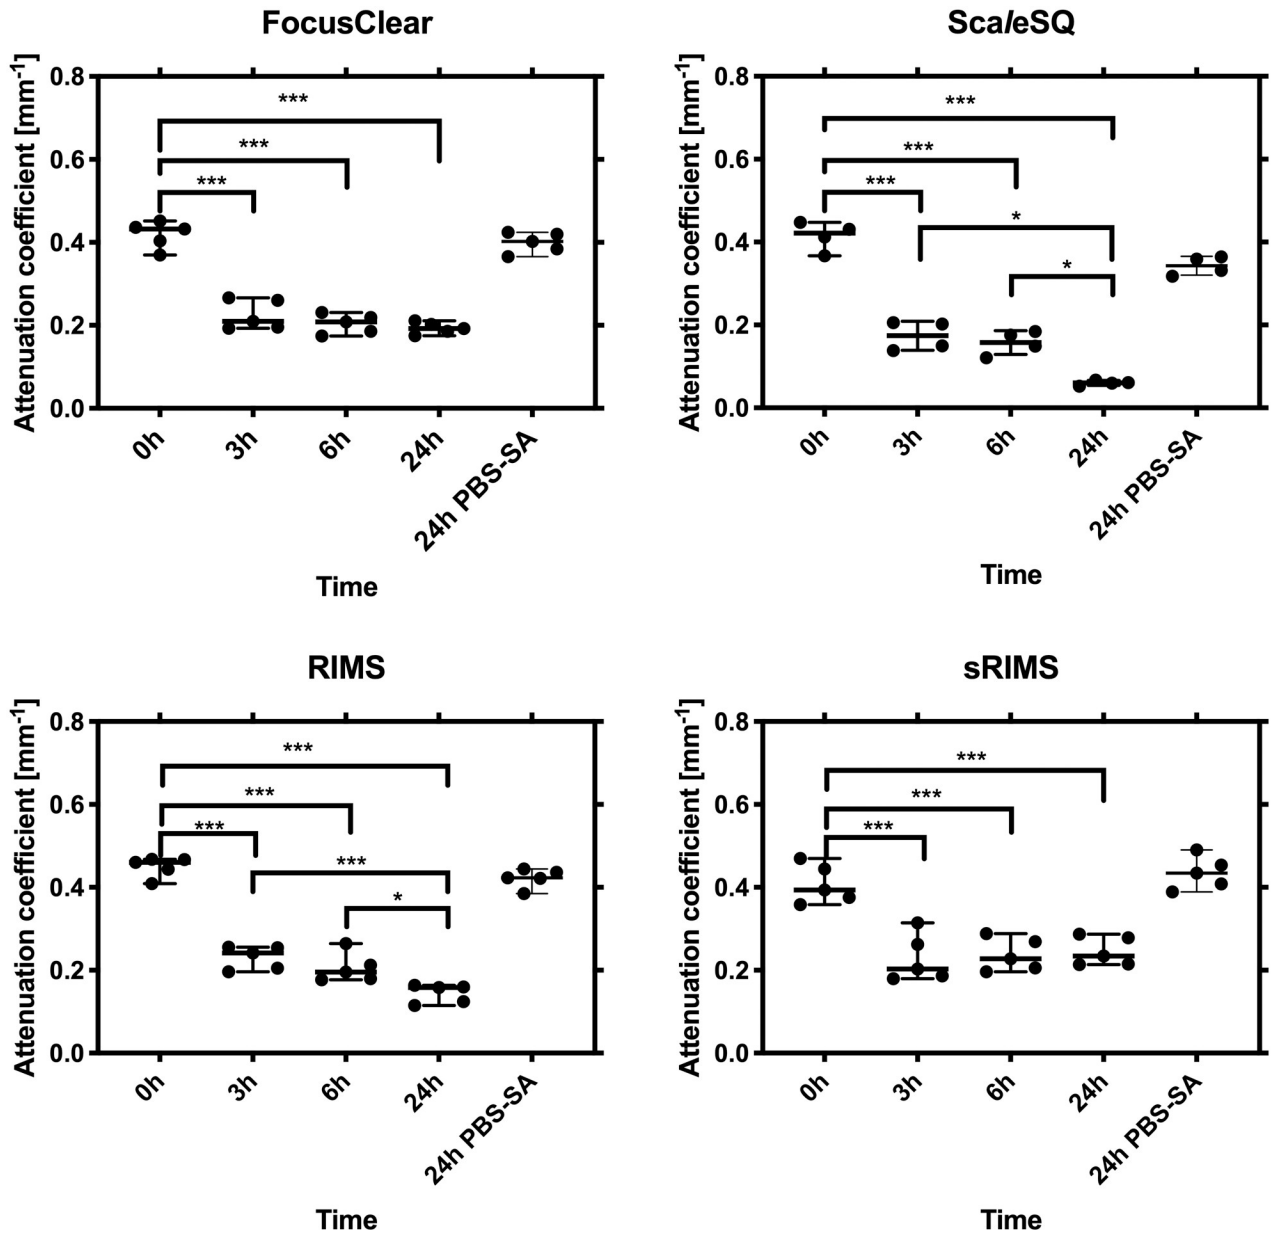 FocusClear
Attenuation coefficient [mm⁻¹]
0.8
0.6
0.4
0.2
0.0
***
***
***
0h
3h
6h
24h
24h PBS-SA
Time
ScaleSQ
Attenuation coefficient [mm⁻¹]
0.8
0.6
0.4
0.2
0.0
***
***
***
*
*
0h
3h
6h
24h
24h PBS-SA
Time
RIMS
Attenuation coefficient [mm⁻¹]
0.8
0.6
0.4
0.2
0.0
***
***
***
***
*
0h
3h
6h
24h
24h PBS-SA
Time
sRIMS
Attenuation coefficient [mm⁻¹]
0.8
0.6
0.4
0.2
0.0
***
***
***
0h
3h
6h
24h
24h PBS-SA
Time